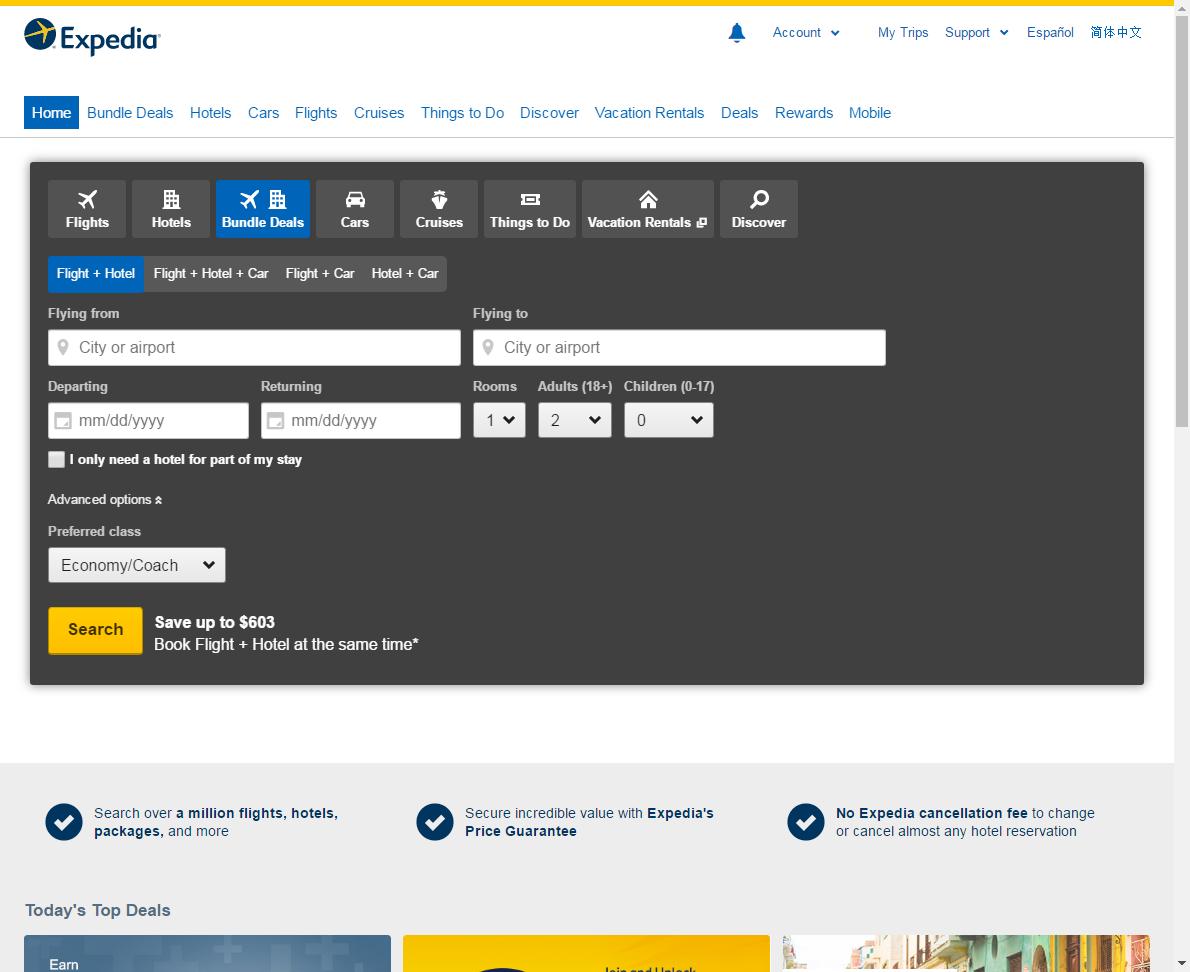 Expedia
Account My Trips Support Español 简体中文
Home Bundle Deals Hotels Cars Flights Cruises Things to Do Discover Vacation Rentals Deals Rewards Mobile
Flights Hotels Bundle Deals Cars Cruises Things to Do Vacation Rentals Discover
Flight + Hotel Flight + Hotel + Car Flight + Car Hotel + Car
Flying from Flying to
City or airport City or airport
Departing Returning Rooms Adults (18+) Children (0-17)
mm/dd/yyyy mm/dd/yyyy 1 2 0
I only need a hotel for part of my stay
Advanced options
Preferred class
Economy/Coach
Search
Save up to $603
Book Flight + Hotel at the same time*
Search over a million flights, hotels,
packages, and more
Secure incredible value with Expedia's
Price Guarantee
No Expedia cancellation fee to change
or cancel almost any hotel reservation
Today's Top Deals
Earn
Join and Unlock